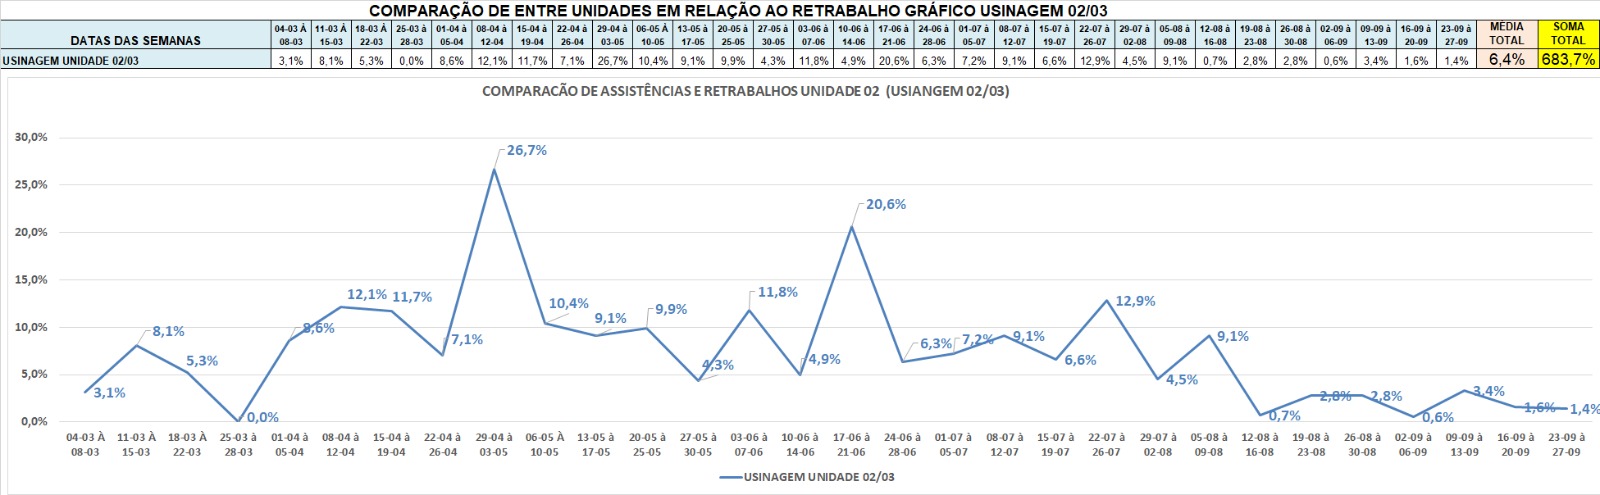 COMPARAÇÃO DE ENTRE UNIDADES EM RELAÇÃO AO RETRABALHO GRÁFICO USINAGEM 02/03
DATAS DAS SEMANAS 04-03 À 08-03 11-03 À 15-03 18-03 À 22-03 25-03 à 28-03 01-04 à 05-04 08-04 à 12-04 15-04 à 19-04 22-04 à 26-04 29-04 à 03-05 06-05 À 10-05 13-05 à 17-05 20-05 à 25-05 27-05 à 30-05 03-06 à 07-06 10-06 à 14-06 17-06 à 21-06 24-06 à 28-06 01-07 à 05-07 08-07 à 12-07 15-07 à 19-07 22-07 à 26-07 29-07 à 02-08 05-08 à 09-08 12-08 à 16-08 19-08 à 23-08 26-08 à 30-08 02-09 à 06-09 09-09 à 13-09 16-09 à 20-09 23-09 à 27-09 MÉDIA TOTAL SOMA TOTAL
USINAGEM UNIDADE 02/03 3,1% 8,1% 5,3% 0,0% 8,6% 12,1% 11,7% 7,1% 26,7% 10,4% 9,1% 9,9% 4.3% 11,8% 4,9% 20,6% 6,3% 7,2% 9,1% 6,6% 12,9% 4,5% 9,1% 0,7% 2,8% 2,8% 0,6% 3,4% 1,6% 1,4% 6,4% 683,7%
COMPARACÃO DE ASSISTÊNCIAS E RETRABALHOS UNIDADE 02 (USIANGEM 02/03)
30,0%
25,0%
20,0%
15,0%
10,0%
5,0%
0,0%
3,1% 8,1% 5,3% 0,0% 8,6% 12,1% 11,7% 7,1% 26,7% 10,4% 9,1% 9,9% 4,3% 11,8% 4,9% 20,6% 6,3% 7,2% 9,1% 6,6% 12,9% 4,5% 9,1% 0,7% 2,8% 2,8% 0,6% 3,4% 1,6% 1,4%
04-03 À 11-03 À 18-03 À 25-03 à 01-04 à 08-04 à 15-04 à 22-04 à 29-04 à 06-05 À 13-05 à 20-05 à 27-05 à 03-06 à 10-06 à 17-06 à 24-06 à 01-07 à 08-07 à 15-07 à 22-07 à 29-07 à 05-08 à 12-08 à 19-08 à 26-08 à 02-09 à 09-09 à 16-09 à 23-09 à
08-03 15-03 22-03 28-03 05-04 12-04 19-04 26-04 03-05 10-05 17-05 25-05 30-05 07-06 14-06 21-06 28-06 05-07 12-07 19-07 26-07 02-08 09-08 16-08 23-08 30-08 06-09 13-09 20-09 27-09
USINAGEM UNIDADE 02/03